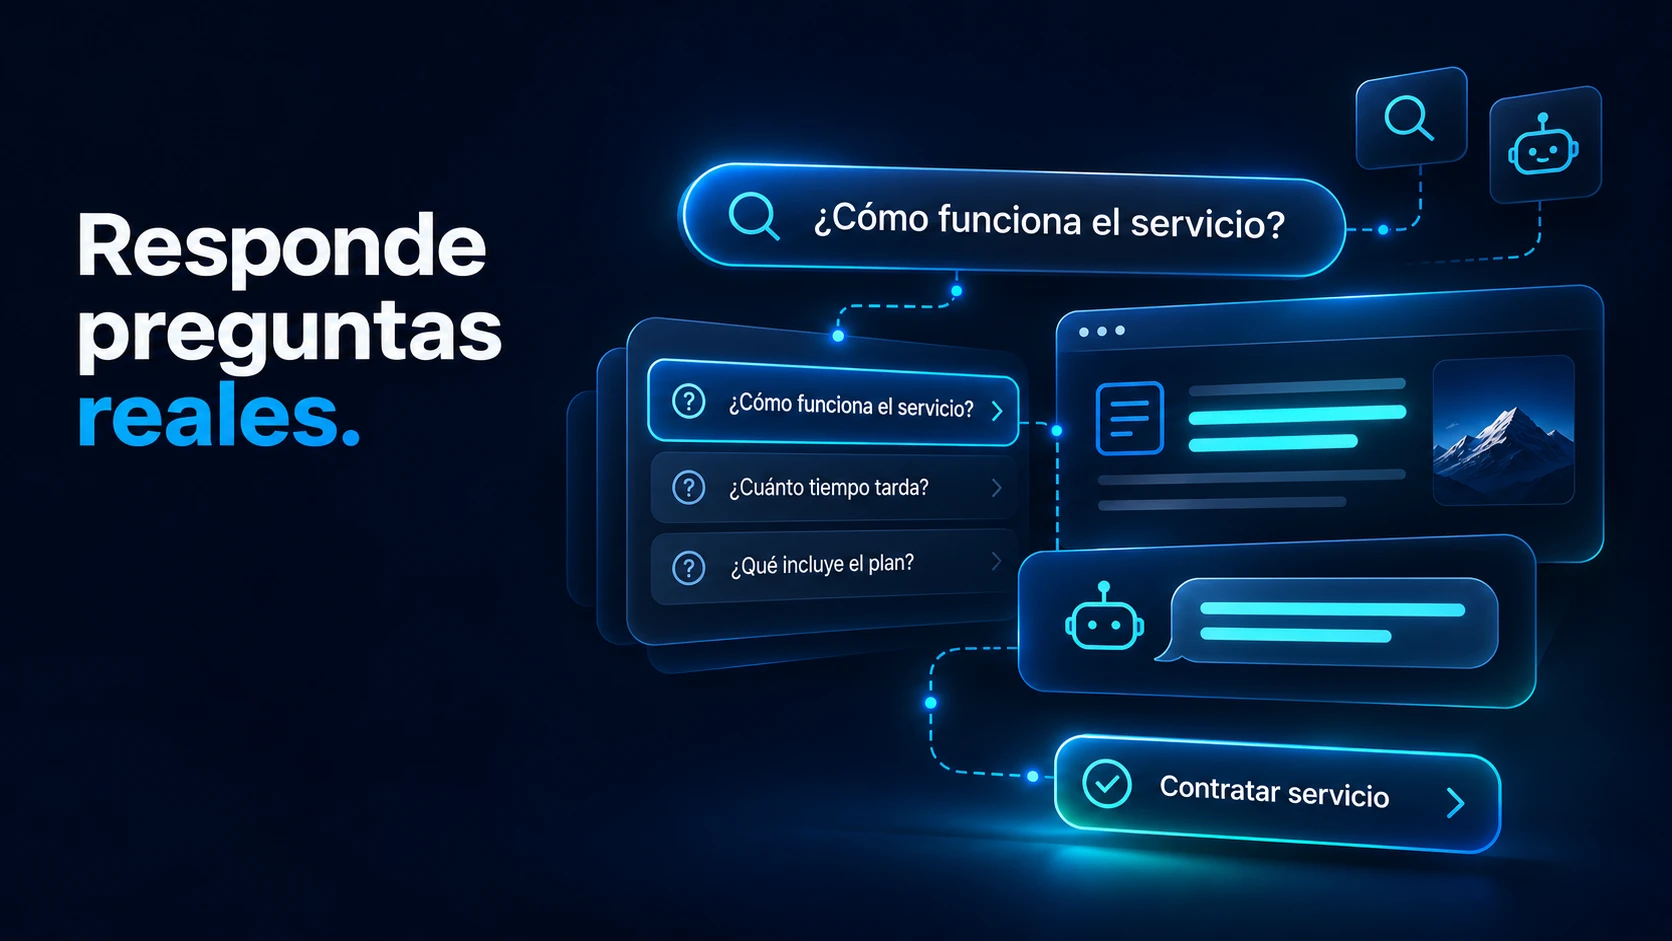 Responde
preguntas
reales.
¿Cómo funciona el servicio?
¿Cómo funciona el servicio?
¿Cuánto tiempo tarda?
¿Qué incluye el plan?
Contratar servicio